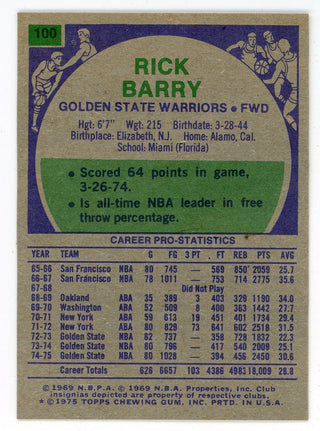 100
RICK
BARRY
GOLDEN STATE WARRIORS • FWD
Hgt: 6'7" Wgt: 215 Birthdate: 3-28-44
Birthplace: Elizabeth, N.J. Home: Alamo, Cal.
School: Miami (Florida)
• Scored 64 points in game,
3-26-74.
• Is all-time NBA leader in free
throw percentage.
CAREER PRO-STATISTICS
YEAR TEAM G FG 3 PT FT REB PTS AVG
65-66 San Francisco NBA 80 745 — 569 850 2059 25.7
66-67 San Francisco NBA 78 1011 — 753 714 2775 35.6
67-68 Did Not Play
68-69 Oakland ABA 35 389 3 403 329 1190 34.0
69-70 Washington ABA 52 509 8 400 363 1442 27.7
70-71 New York ABA 59 613 19 451 401 1734 29.4
71-72 New York ABA 80 829 73 641 602 2518 31.5
72-73 Golden State NBA 82 737 — 358 728 1832 22.3
73-74 Golden State NBA 80 796 — 417 540 2009 25.1
74-75 Golden State NBA 80 1028 — 394 456 2450 30.6
Career Totals 626 6657 103 4386 4983 18,009 28.8
© 1969 N.B.P.A. © 1969 N.B.A. Properties, Inc. Club
insignias depicted are property of respective clubs.
* © 1975 TOPPS CHEWING GUM, INC. PRTD. IN U.S.A.